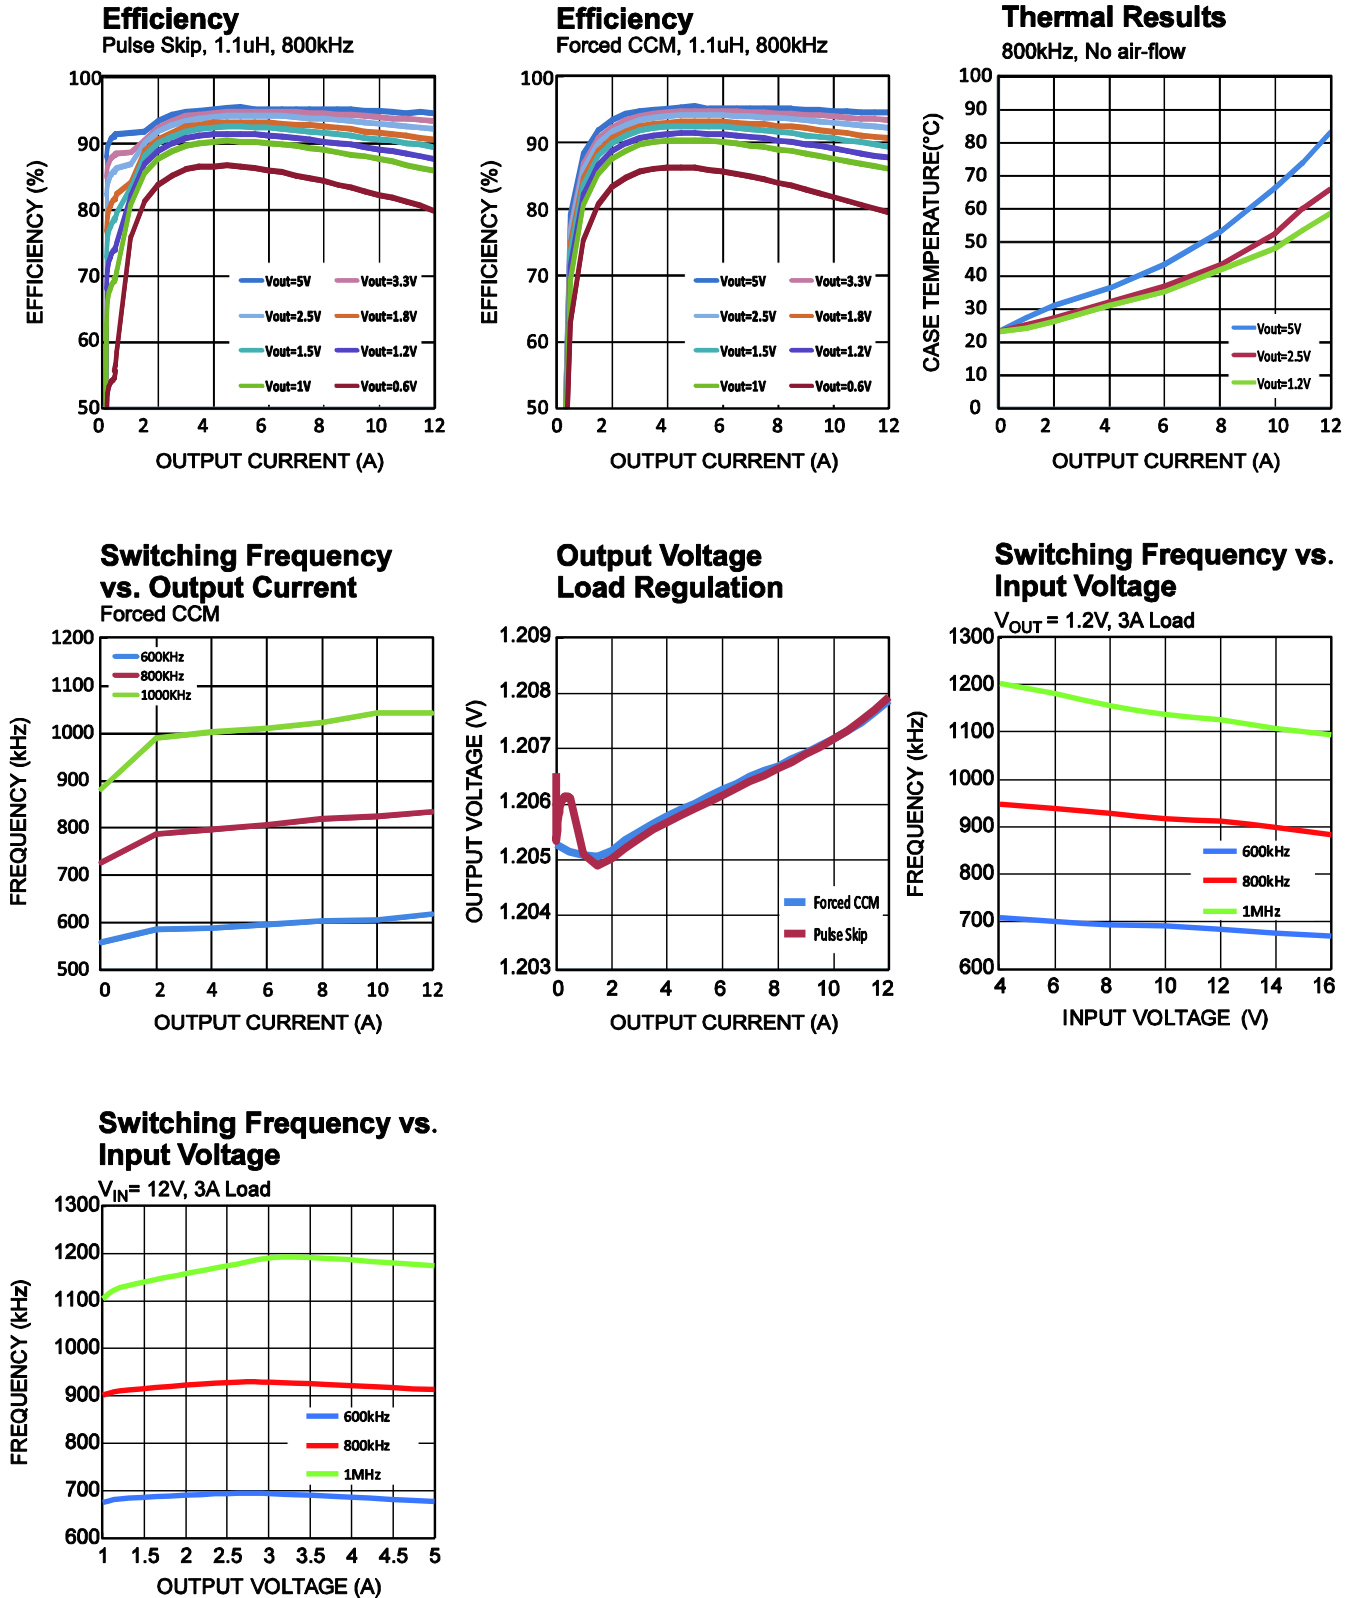 Efficiency
Pulse Skip, 1.1uH, 800kHz
100
90
80
70
60
50
EFFICIENCY (%)
Vout=5V
Vout=3.3V
Vout=2.5V
Vout=1.8V
Vout=1.5V
Vout=1.2V
Vout=1V
Vout=0.6V
0 2 4 6 8 10 12
OUTPUT CURRENT (A)
Efficiency
Forced CCM, 1.1uH, 800kHz
100
90
80
70
60
50
EFFICIENCY (%)
Vout=5V
Vout=3.3V
Vout=2.5V
Vout=1.8V
Vout=1.5V
Vout=1.2V
Vout=1V
Vout=0.6V
0 2 4 6 8 10 12
OUTPUT CURRENT (A)
Thermal Results
800kHz, No air-flow
100
90
80
70
60
50
40
30
20
10
0
CASE TEMPERATURE(°C)
Vout=5V
Vout=2.5V
Vout=1.2V
0 2 4 6 8 10 12
OUTPUT CURRENT (A)
Switching Frequency
vs. Output Current
Forced CCM
1200
1100
1000
900
800
700
600
500
FREQUENCY (kHz)
600KHz
800KHz
1000KHz
0 2 4 6 8 10 12
OUTPUT CURRENT (A)
Output Voltage
Load Regulation
1.209
1.208
1.207
1.206
1.205
1.204
1.203
OUTPUT VOLTAGE (V)
Forced CCM
Pulse Skip
0 2 4 6 8 10 12
OUTPUT CURRENT (A)
Switching Frequency vs.
Input Voltage
VOUT = 1.2V, 3A Load
1300
1200
1100
1000
900
800
700
600
FREQUENCY (kHz)
600kHz
800kHz
1MHz
4 6 8 10 12 14 16
INPUT VOLTAGE (V)
Switching Frequency vs.
Input Voltage
VIN= 12V, 3A Load
1300
1200
1100
1000
900
800
700
600
FREQUENCY (kHz)
600kHz
800kHz
1MHz
1 1.5 2 2.5 3 3.5 4 4.5 5
OUTPUT VOLTAGE (A)